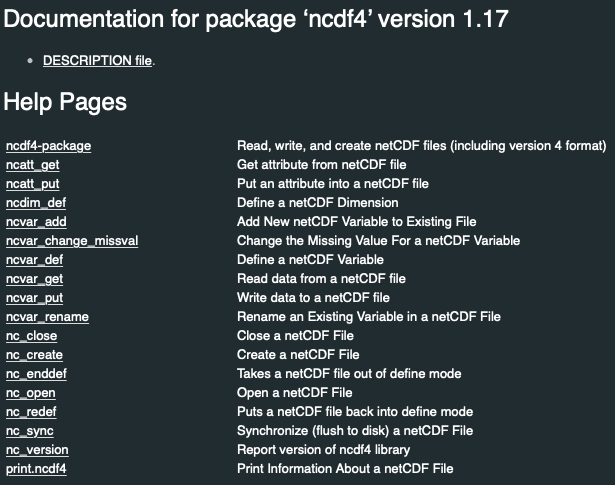 Documentation for package ‘ncdf4’ version 1.17
DESCRIPTION file.
Help Pages
ncdf4-package Read, write, and create netCDF files (including version 4 format)
ncatt_get Get attribute from netCDF file
ncatt_put Put an attribute into a netCDF file
ncdim_def Define a netCDF Dimension
ncvar_add Add New netCDF Variable to Existing File
ncvar_change_missval Change the Missing Value For a netCDF Variable
ncvar_def Define a netCDF Variable
ncvar_get Read data from a netCDF file
ncvar_put Write data to a netCDF file
ncvar_rename Rename an Existing Variable in a netCDF File
nc_close Close a netCDF File
nc_create Create a netCDF File
nc_enddef Takes a netCDF file out of define mode
nc_open Open a netCDF File
nc_redef Puts a netCDF file back into define mode
nc_sync Synchronize (flush to disk) a netCDF File
nc_version Report version of ncdf4 library
print.ncdf4 Print Information About a netCDF File